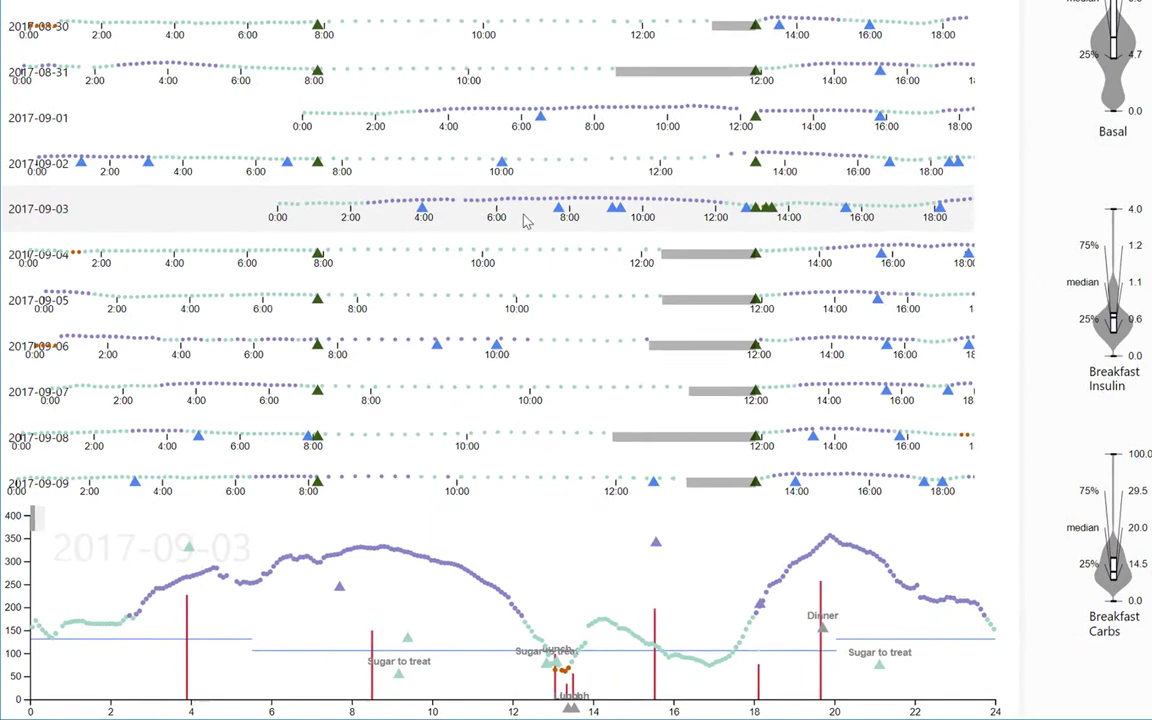 2017-08-30
0:00 8:00 10:00 12:00 14:00 16:00 18:00
2017-08-31
0:00 2:00 4:00 6:00 8:00 10:00 12:00 14:00 16:00
2017-09-01
0:00 2:00 4:00 6:00 8:00 10:00 12:00 14:00 16:00 18:00
2017-09-02
0:00 2:00 4:00 6:00 8:00 10:00 12:00 14:00 16:00 18:00
2017-09-03
0:00 2:00 4:00 6:00 8:00 10:00 12:00 14:00 16:00 18:00
2017-09-04
0:00 2:00 4:00 6:00 8:00 10:00 12:00 14:00 16:00 18:00
2017-09-05
0:00 2:00 4:00 6:00 8:00 10:00 12:00 14:00 16:00
2017-09-06
0:00 2:00 4:00 6:00 8:00 10:00 12:00 14:00 16:00 18
2017-09-07
0:00 2:00 4:00 6:00 8:00 10:00 12:00 14:00 16:00 18
2017-09-08
0:00 2:00 4:00 6:00 8:00 10:00 12:00 14:00 16:00
2017-09-09
0:00 2:00 4:00 6:00 8:00 10:00 12:00 14:00 16:00 18:00
2017-09-03
400
350
300
250
200
150
100
50
0
Dinner
Lunch
Sugar to treat
Sugar to treat
Sugar to treat
0 2 4 6 8 10 12 14 16 18 20 22 24
median
25% 4.7
0.0
Basal
4.0
75% 1.2
median 1.1
25% 0.6
0.0
Breakfast
Insulin
100.0
75% 29.5
median 20.0
25% 14.5
0.0
Breakfast
Carbs